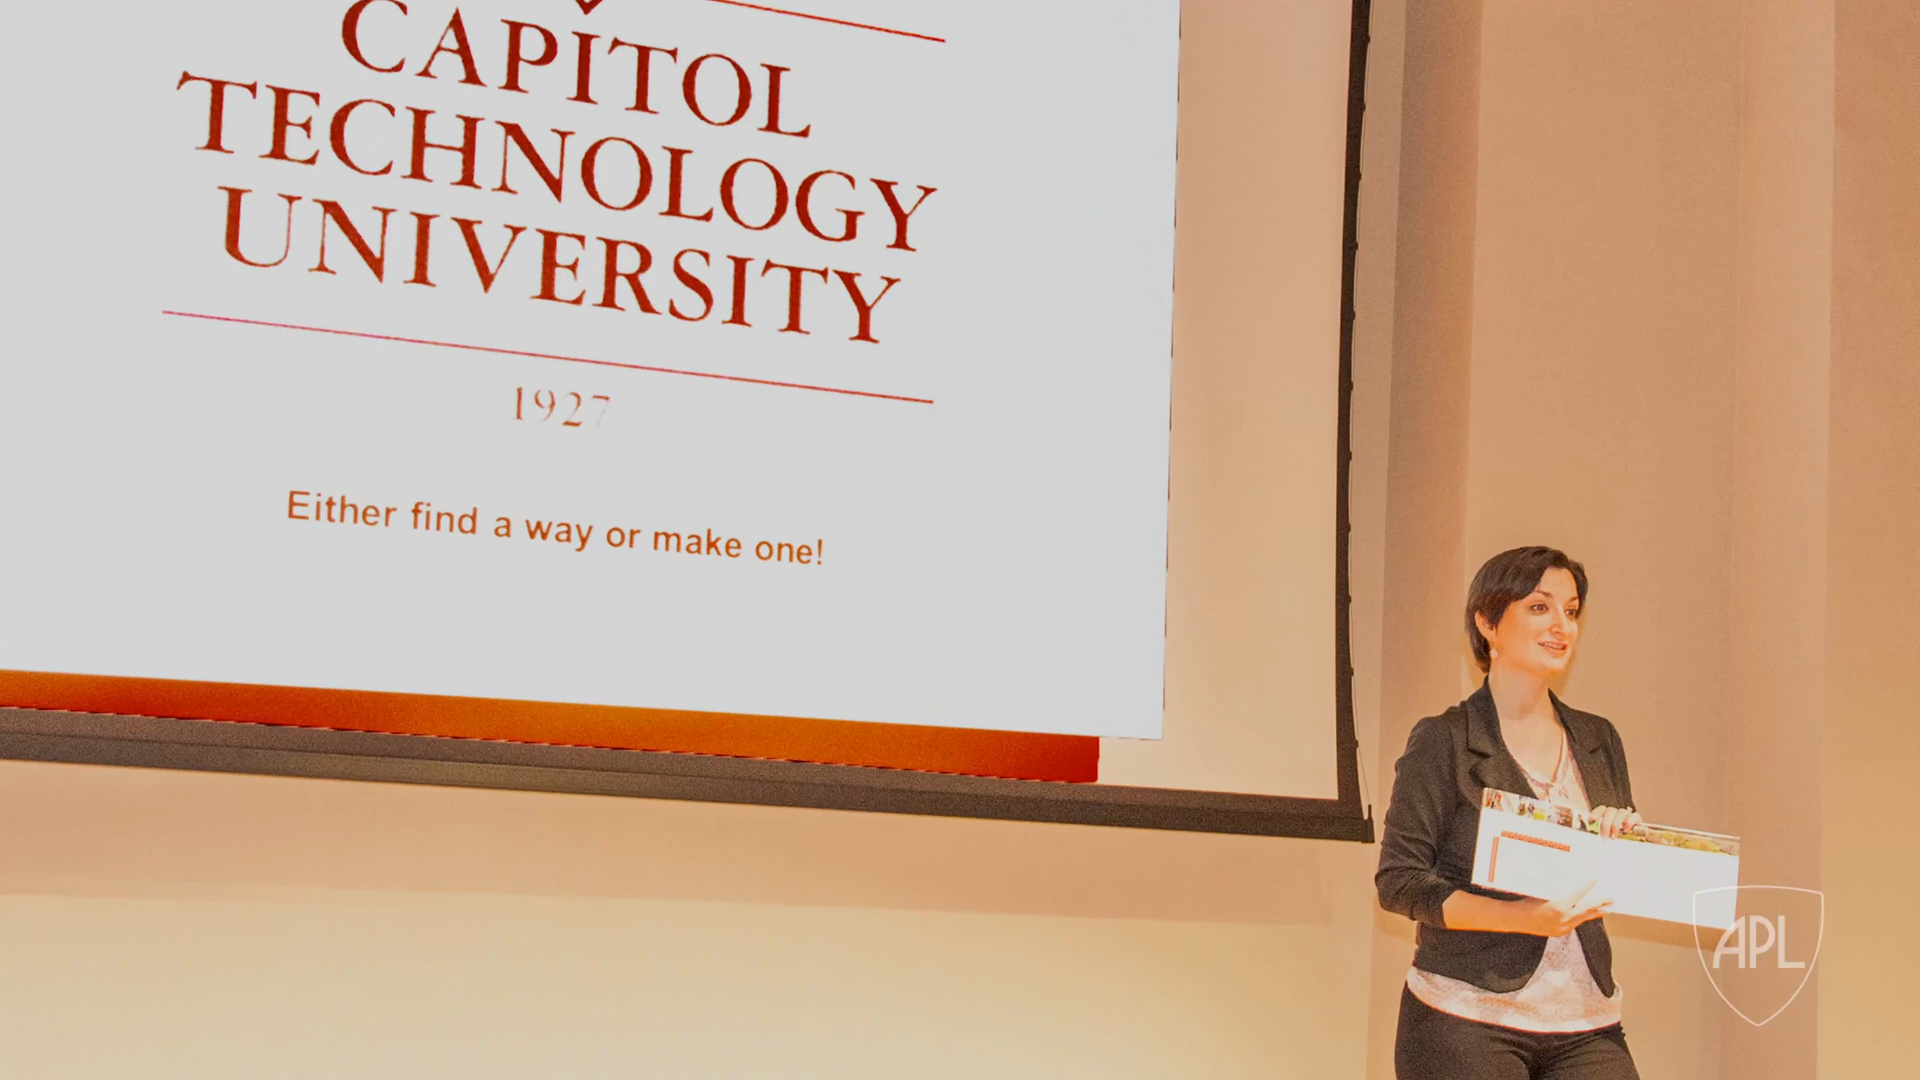 CAPITOL
TECHNOLOGY
UNIVERSITY
1927
Either find a way or make one!
APL